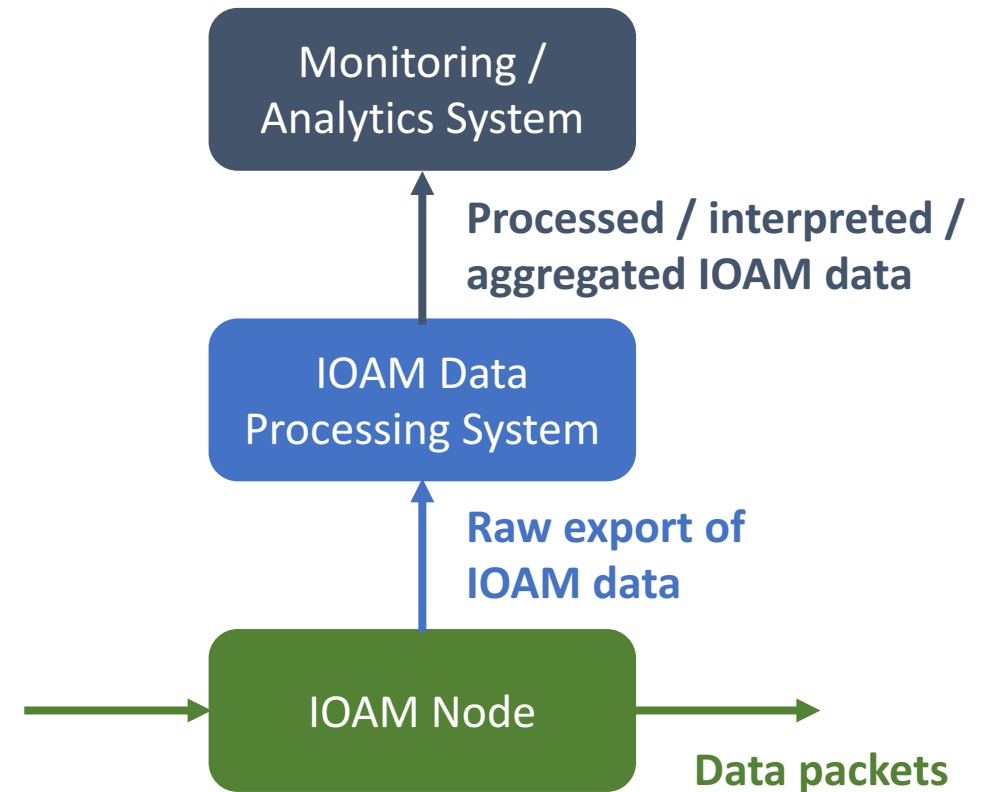 Monitoring /
Analytics System
Processed / interpreted /
aggregated IOAM data
IOAM Data
Processing System
Raw export of
IOAM data
IOAM Node
Data packets